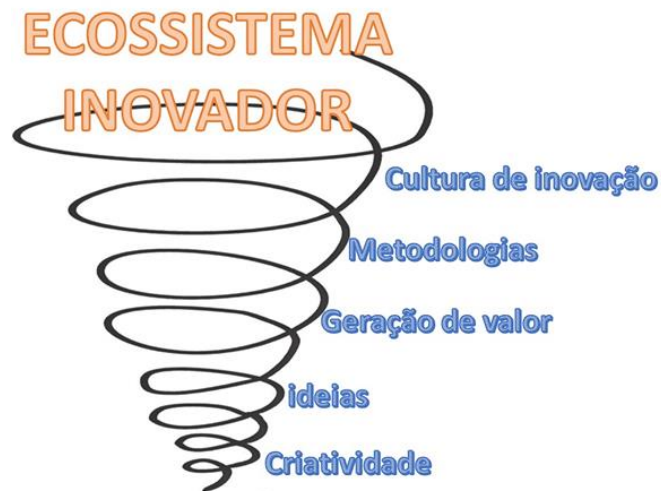 ECOSSISTEMA
INOVADOR
Cultura de inovação
Metodologias
Geração de valor
ideias
Criatividade